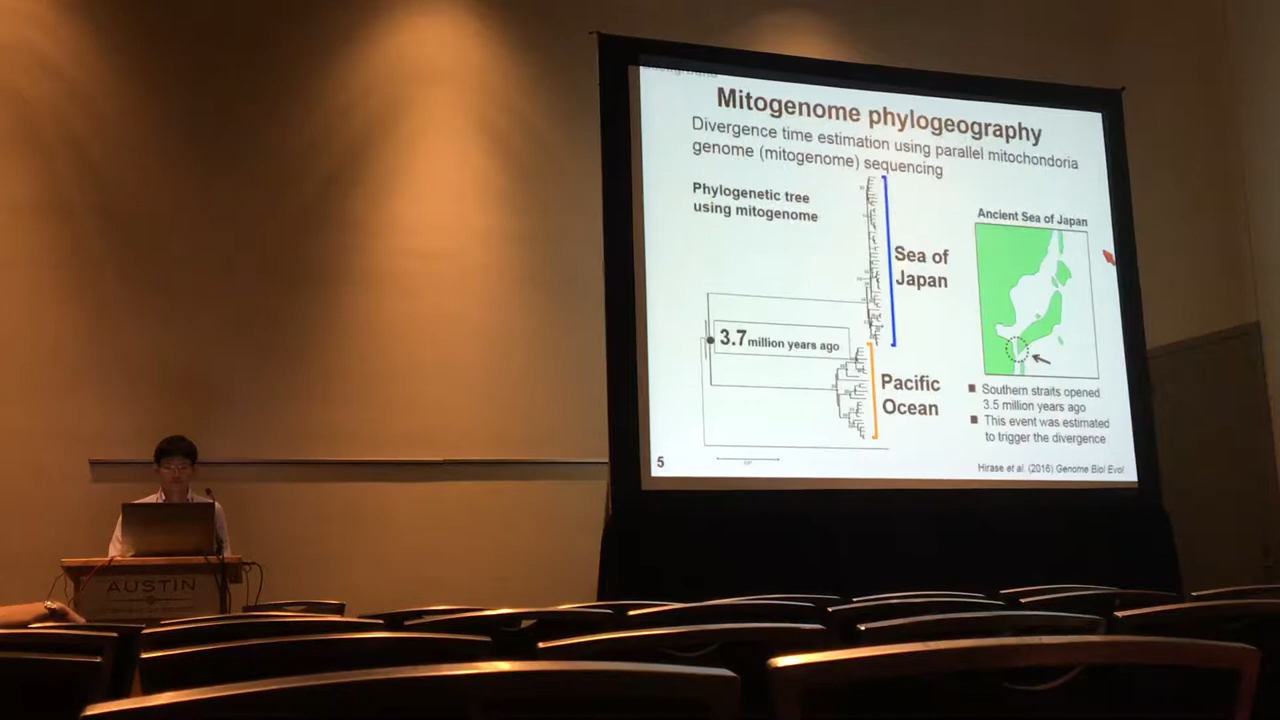 Mitogenome phylogeography
Divergence time estimation using parallel mitochondoria
genome (mitogenome) sequencing
Phylogenetic tree
using mitogenome
Sea of
Japan
3.7 million years ago
Pacific
Ocean
Ancient Sea of Japan
■ Southern straits opened
3.5 million years ago
■ This event was estimated
to trigger the divergence
Hirase et al. (2016) Genome Biol Evol
5
AUSTIN